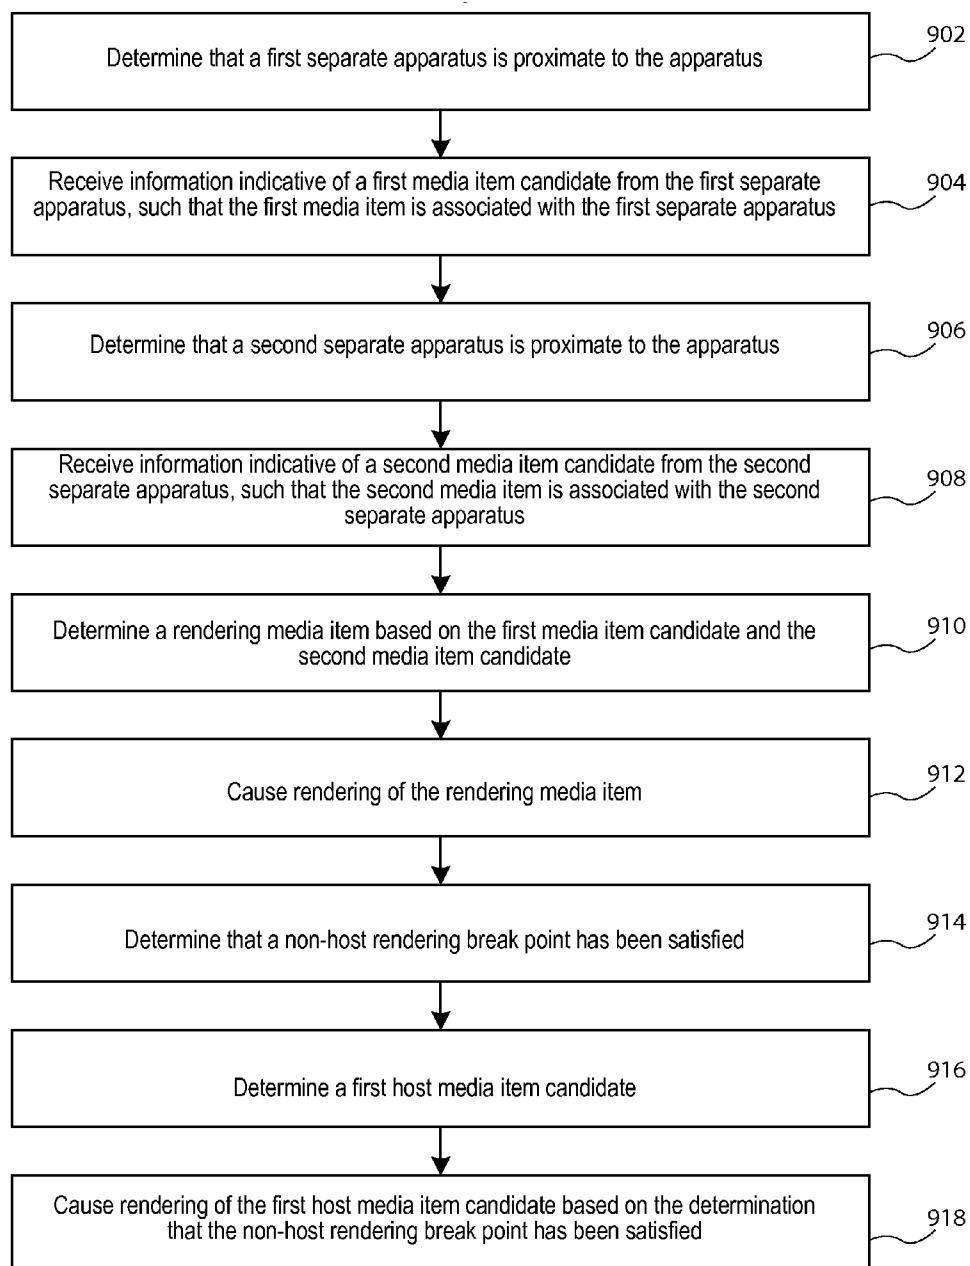 902
Determine that a first separate apparatus is proximate to the apparatus
904
Receive information indicative of a first media item candidate from the first separate
apparatus, such that the first media item is associated with the first separate apparatus
906
Determine that a second separate apparatus is proximate to the apparatus
908
Receive information indicative of a second media item candidate from the second
separate apparatus, such that the second media item is associated with the second
separate apparatus
910
Determine a rendering media item based on the first media item candidate and the
second media item candidate
912
Cause rendering of the rendering media item
914
Determine that a non-host rendering break point has been satisfied
916
Determine a first host media item candidate
918
Cause rendering of the first host media item candidate based on the determination
that the non-host rendering break point has been satisfied